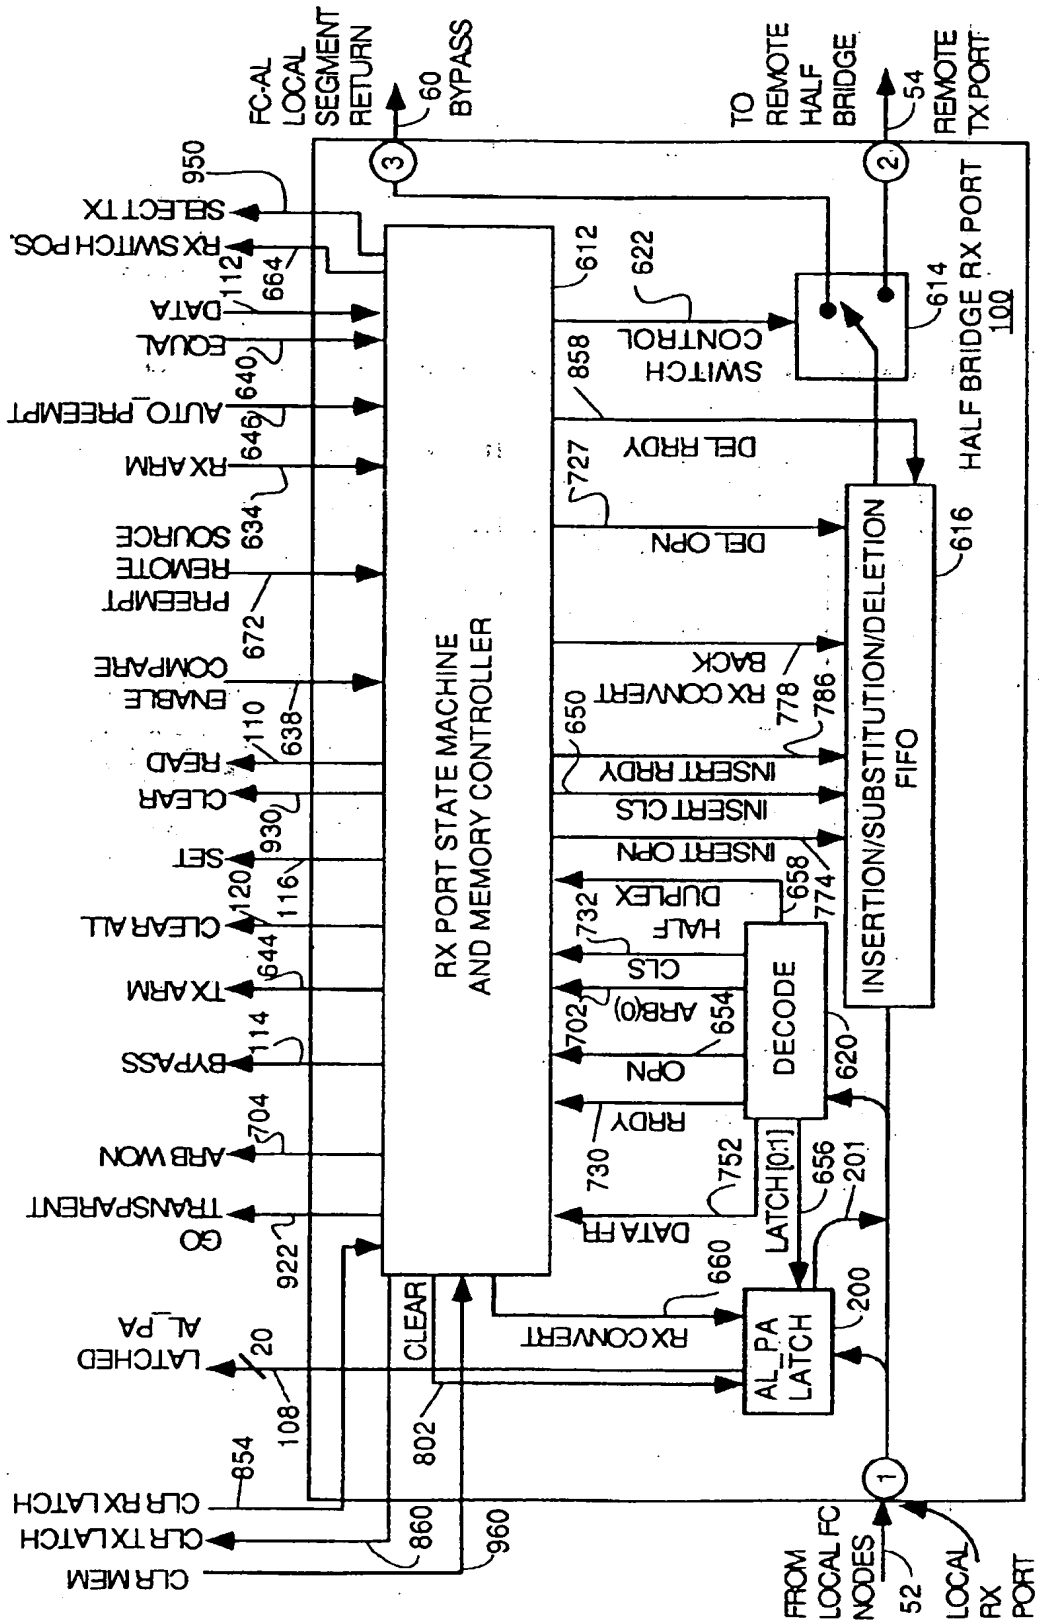 CLR MEM
960
CLR TX LATCH
860
CLR RX LATCH
854
LATCHED
AL_PA
108
20
GO
TRANSPARENT
922
ARB WON
704
BYPASS
114
TX ARM
644
CLEAR ALL
120
SET
116
CLEAR
930
READ
110
ENABLE
COMPARE
638
PREEMPT
REMOTE
SOURCE
672
RX ARM
634
AUTO_PREEMPT
646
EQUAL
640
DATA
112
RX SWITCH POS.
664
SELECT TX
950
FC-AL
LOCAL
SEGMENT
RETURN
60
BYPASS
3
RX PORT STATE MACHINE
AND MEMORY CONTROLLER
612
CLEAR
802
RX CONVERT
660
DATA FR
752
RRDY
730
OPN
654
ARB(0)
702
CLS
732
HALF
DUPLEX
658
INSERT OPN
774
INSERT CLS
650
INSERT RRDY
786
RX CONVERT
BACK
778
DEL OPN
727
DEL RRDY
858
SWITCH
CONTROL
622
614
LATCH [0:1]
656
201
AL_PA
LATCH
200
DECODE
620
INSERTION/SUBSTITUTION/DELETION
FIFO
616
TO REMOTE
HALF
BRIDGE
54
REMOTE
TX PORT
2
HALF BRIDGE RX PORT
100
FROM LOCAL FC
NODES
52
LOCAL
RX
PORT
1